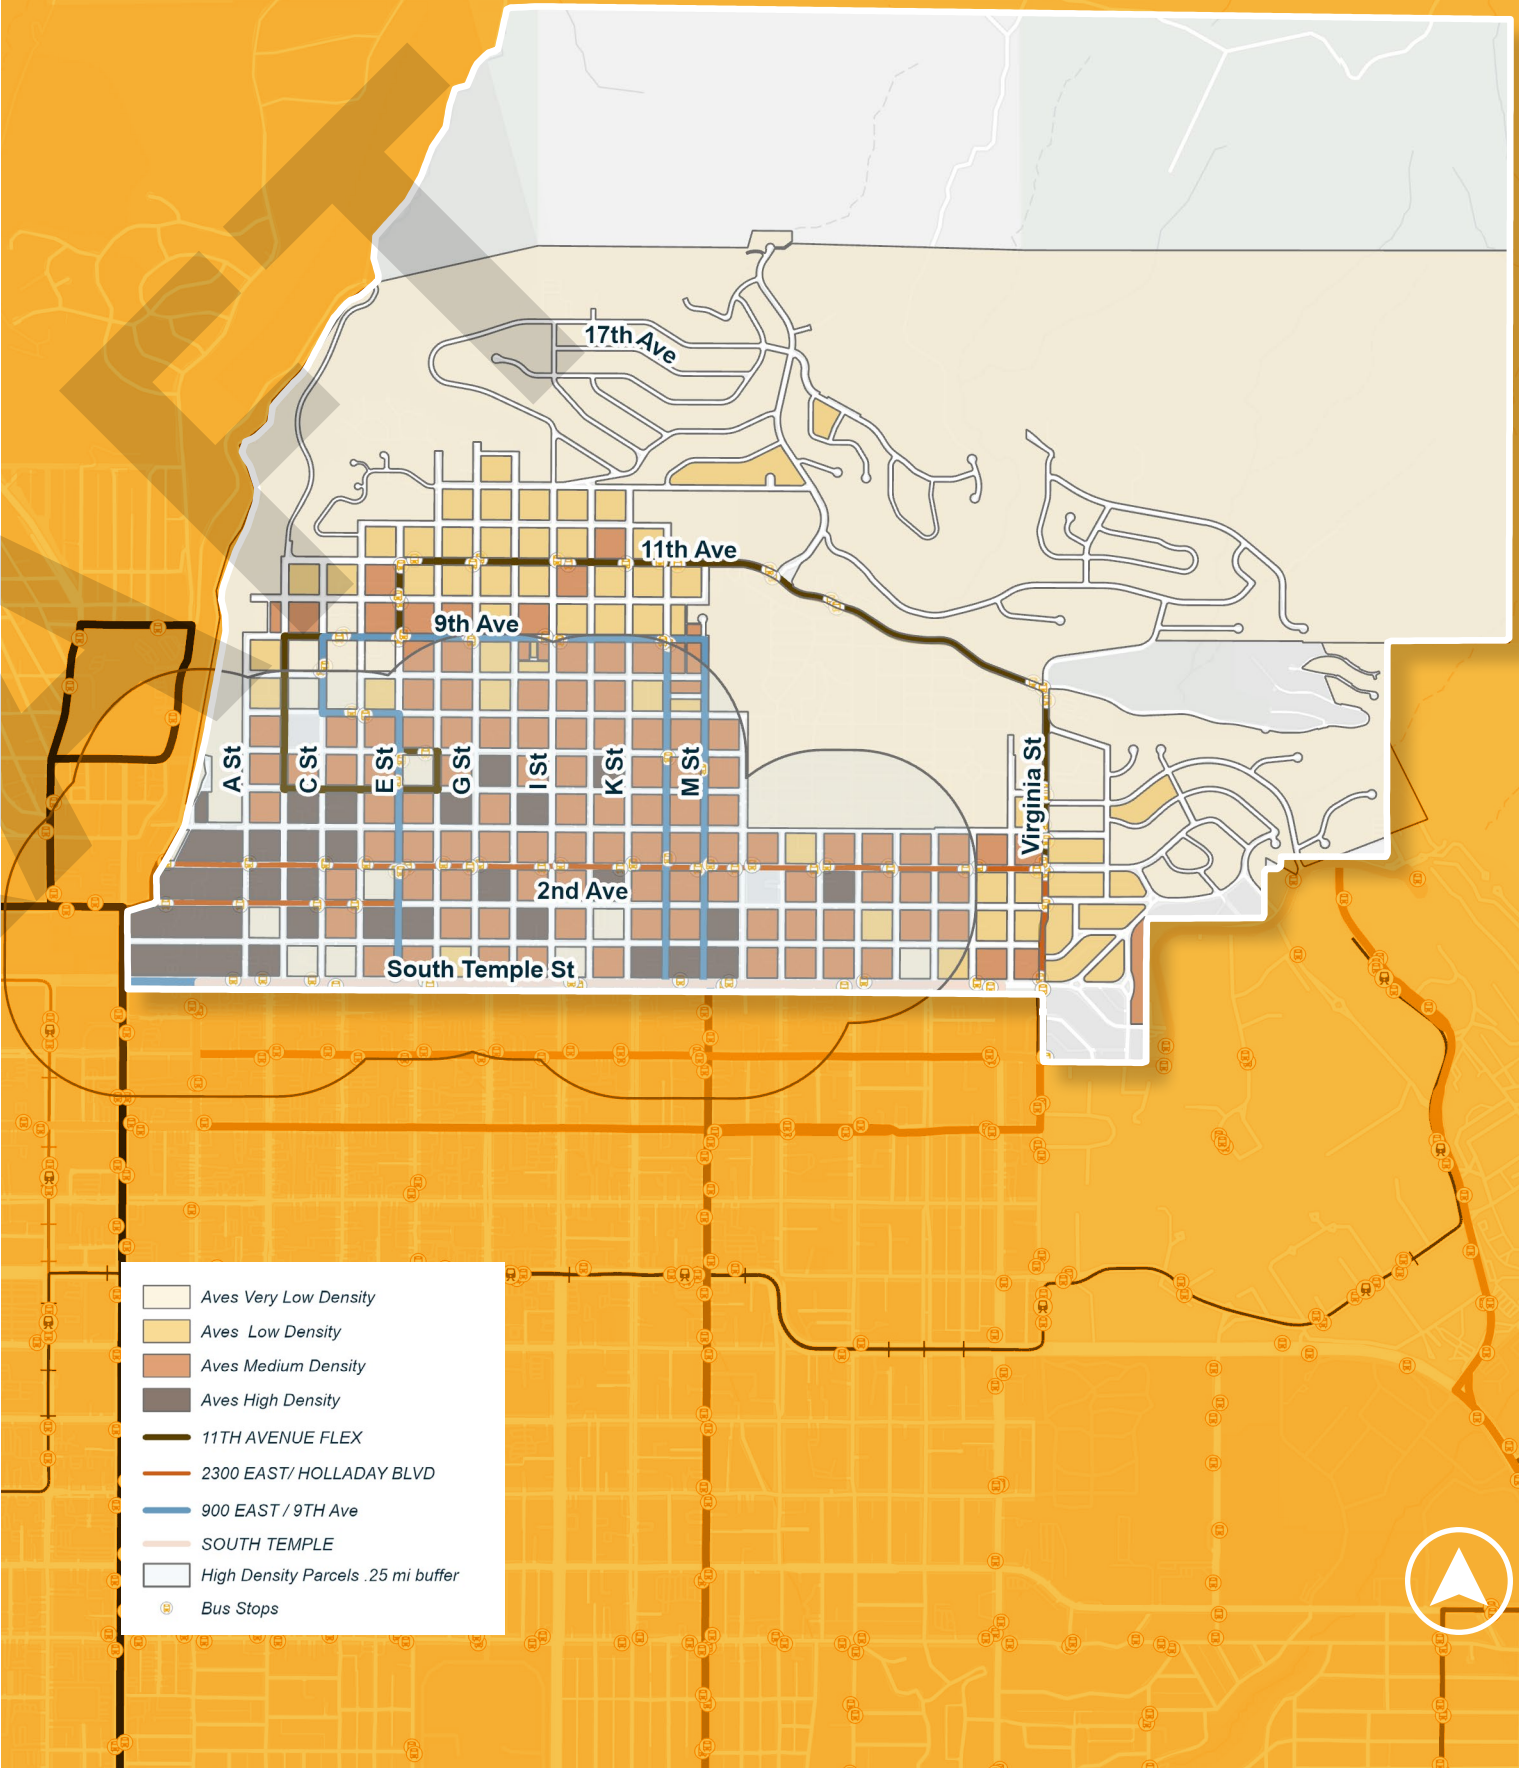 17th Ave
11th Ave
9th Ave
A St
C St
E St
G St
I St
K St
M St
Virginia St
2nd Ave
South Temple St
Aves Very Low Density
Aves Low Density
Aves Medium Density
Aves High Density
11TH AVENUE FLEX
2300 EAST/ HOLLADAY BLVD
900 EAST / 9TH Ave
SOUTH TEMPLE
High Density Parcels .25 mi buffer
Bus Stops